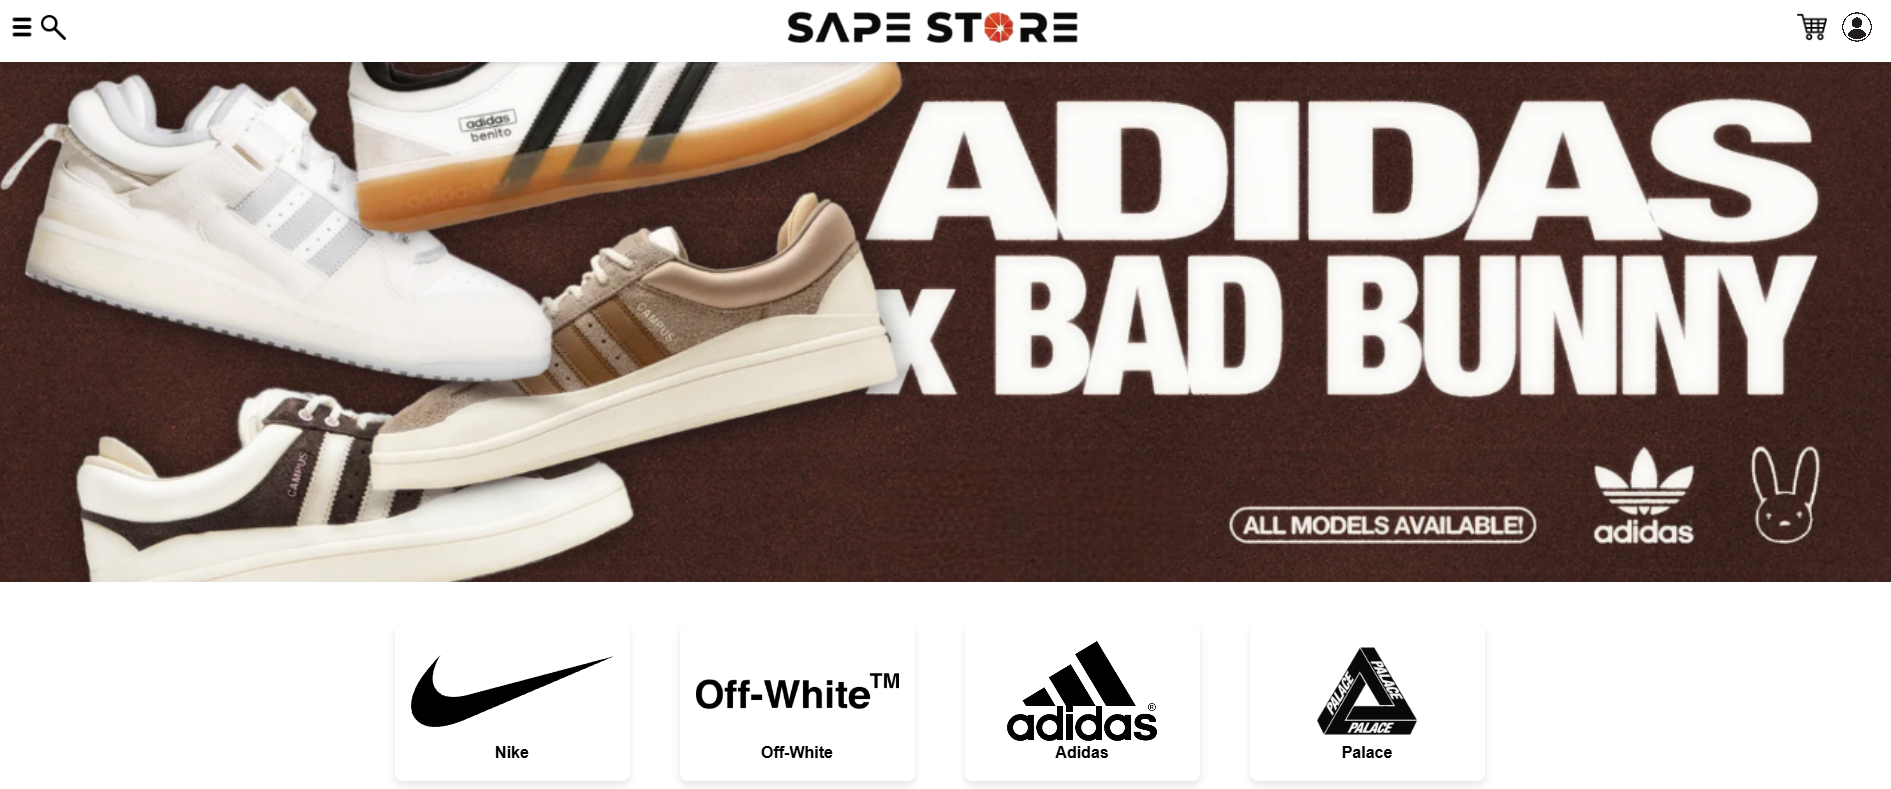 SAPE STORE
adidas
benito
adidas
ADIDAS
x BAD BUNNY
CAMPUS
CAMPUS
ALL MODELS AVAILABLE!
adidas
Off-White™
adidas®
PALACE
PALACE
PALACE
Nike
Off-White
Adidas
Palace